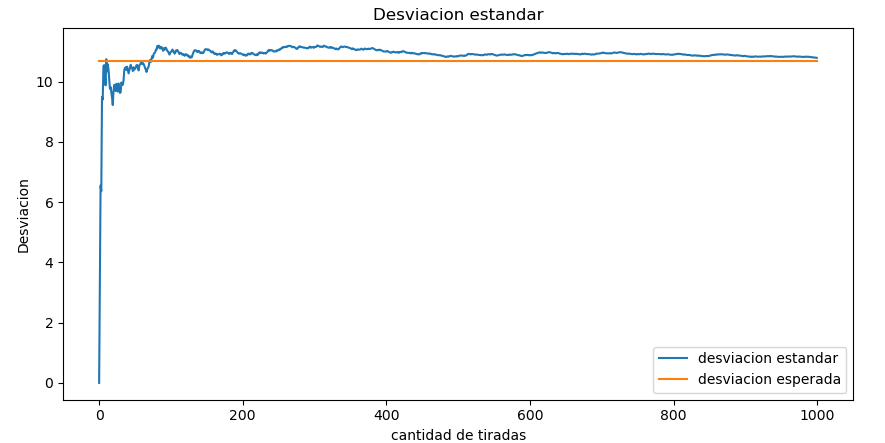 Desviacion estandar
Desviacion
10
8
6
4
2
0
0 200 400 600 800 1000
cantidad de tiradas
desviacion estandar
desviacion esperada